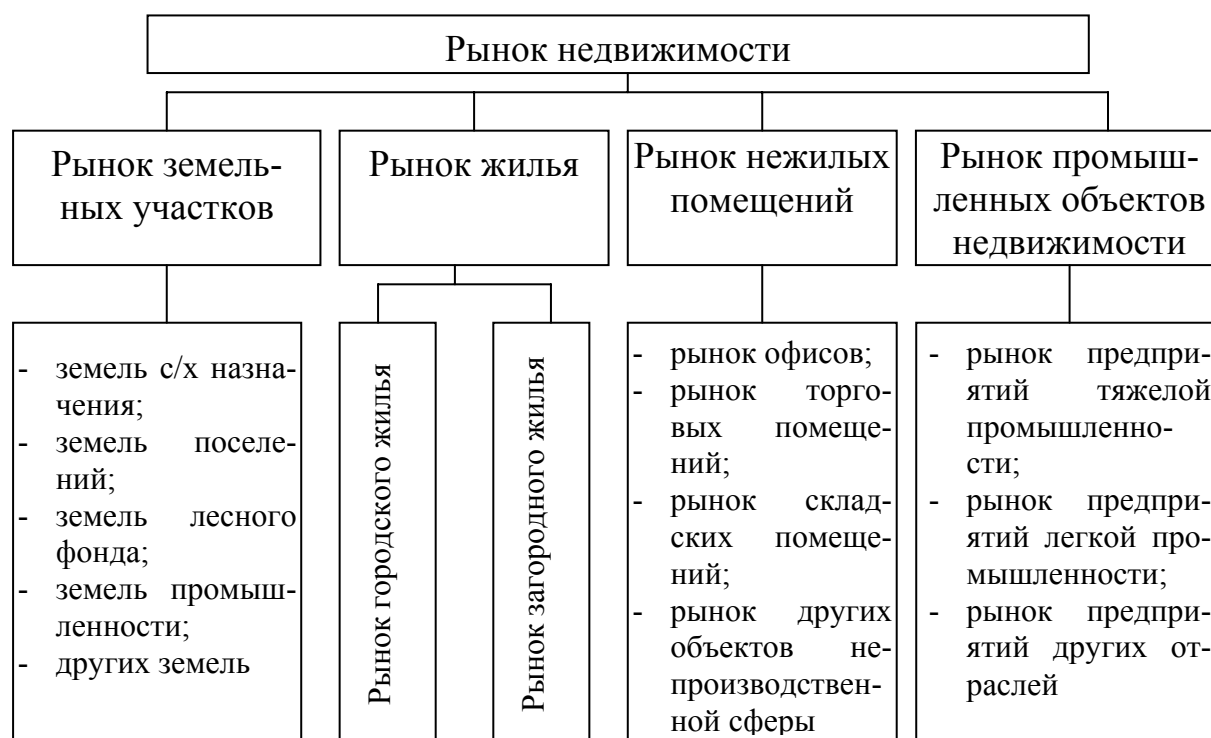 Рынок недвижимости
Рынок земель-
ных участков
Рынок жилья
Рынок нежилых
помещений
Рынок промыш-
ленных объектов
недвижимости
- земель с/х назна-
чения;
- земель поселе-
ний;
- земель лесного
фонда;
- земель промыш-
ленности;
- других земель
Рынок городского жилья
Рынок загородного жилья
- рынок офисов;
- рынок торго-
вых помеще-
ний;
- рынок склад-
ских помеще-
ний;
- рынок других
объектов не-
производствен-
ной сферы
- рынок предпри-
ятий тяжелой
промышленно-
сти;
- рынок предпри-
ятий легкой про-
мышленности;
- рынок предпри-
ятий других от-
раслей